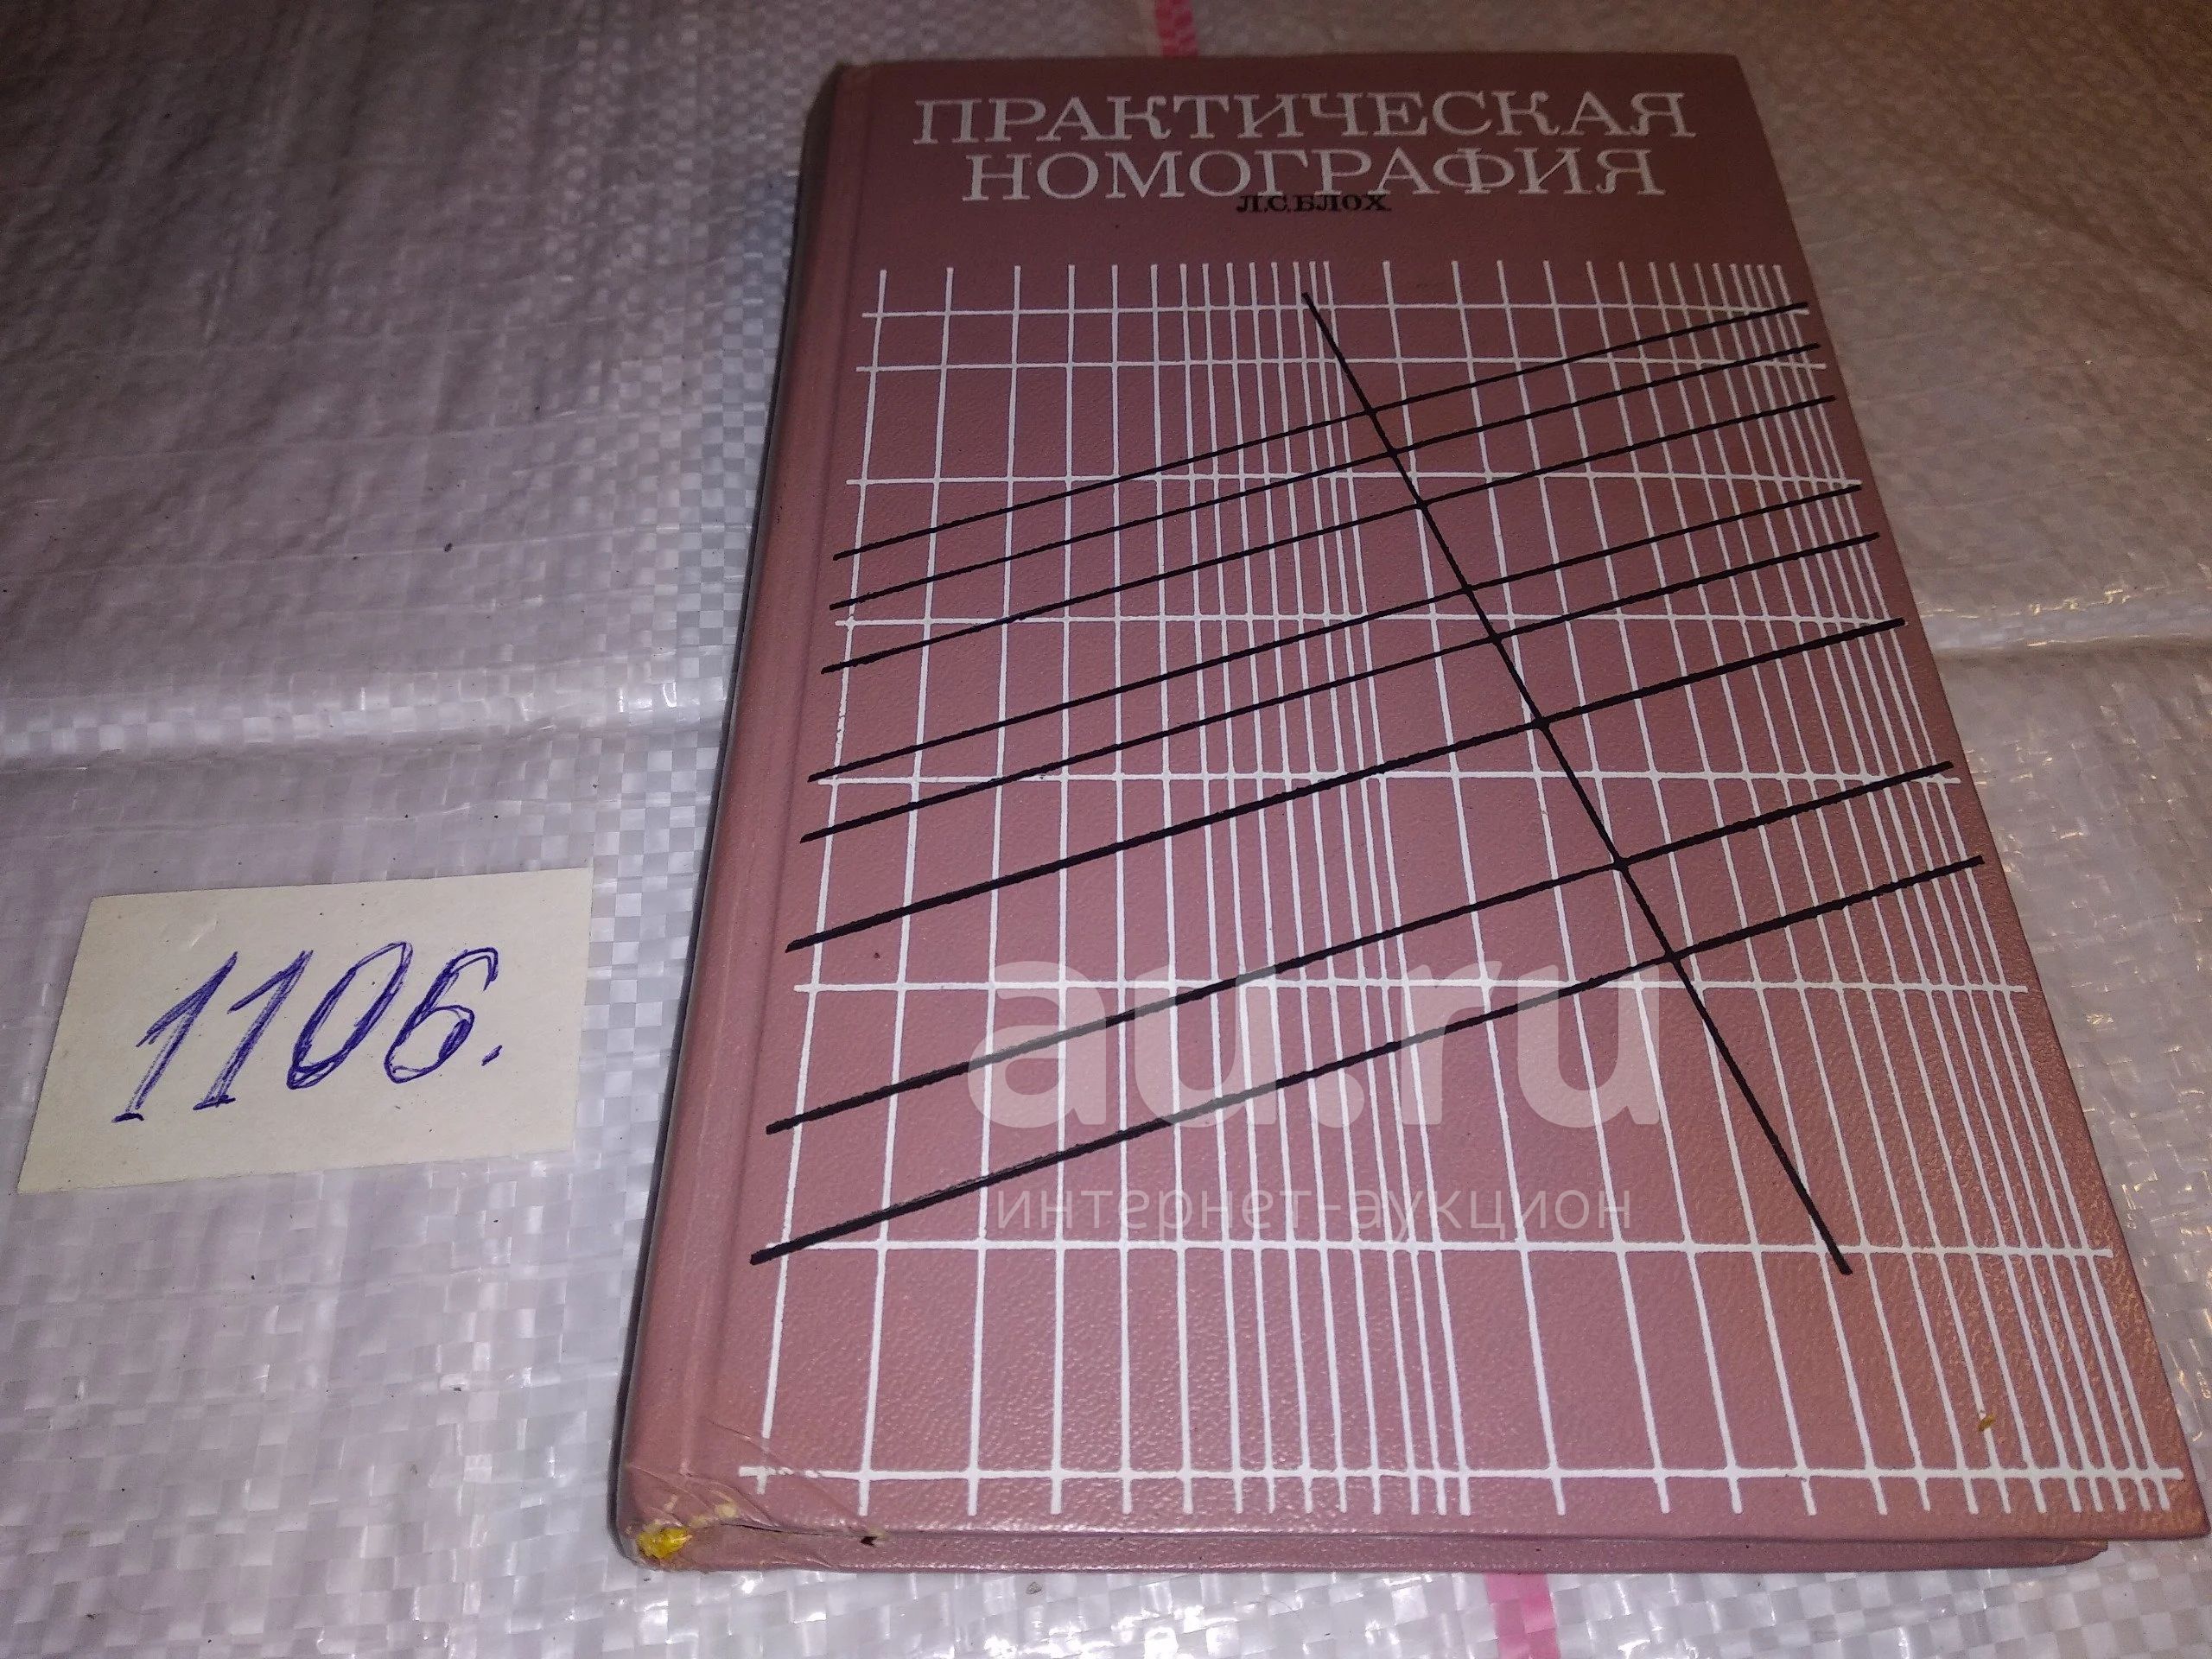 ПРАКТИЧЕСКАЯ
НОМОГРАФИЯ
Л.С.БЛОХ
1106.
au.ru
интернет-аукцион